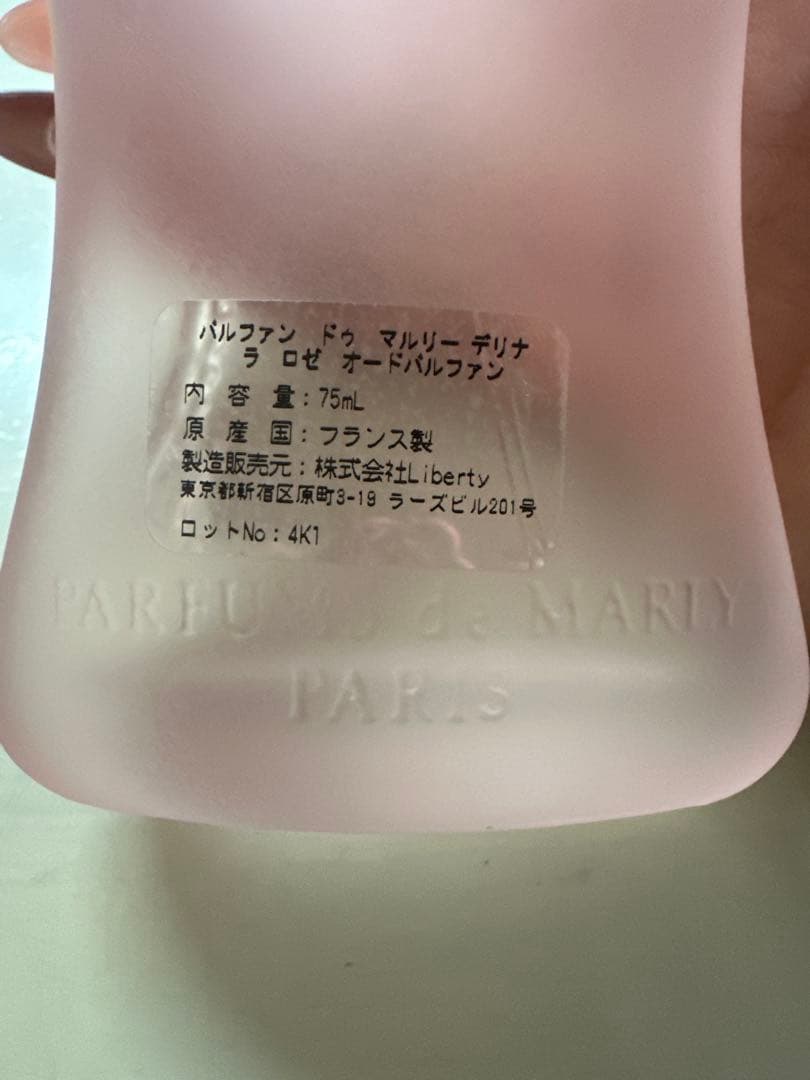 パルファン ドゥ マルリー デリナ
ラ ロゼ オードパルファン
内容量：75mL
原産国：フランス製
製造販売元：株式会社Liberty
東京都新宿区原町3-19 ラーズビル201号
ロットNo：4K1
PARFUMS de MARLY
PARIS